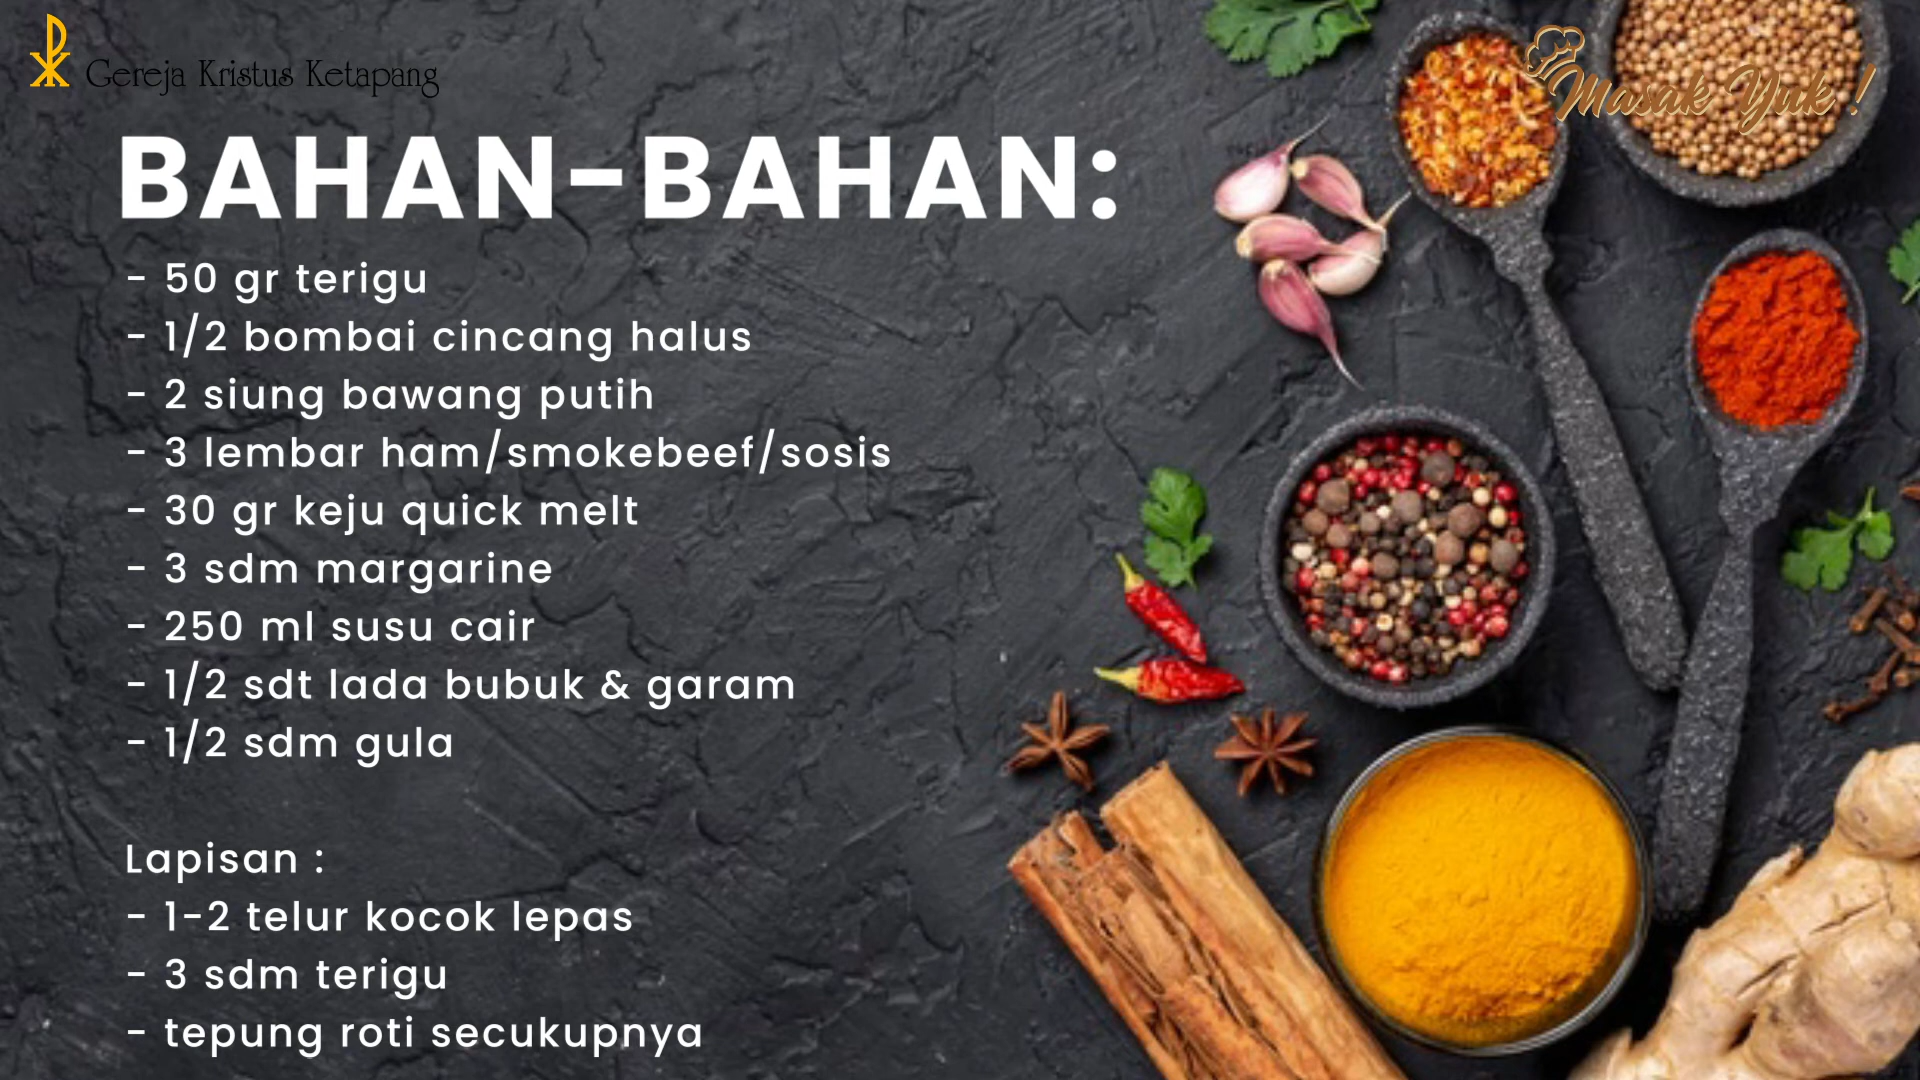 Gereja Kristus Ketapang
Masak Yuk !
BAHAN-BAHAN:
- 50 gr terigu
- 1/2 bombai cincang halus
- 2 siung bawang putih
- 3 lembar ham/smokebeef/sosis
- 30 gr keju quick melt
- 3 sdm margarine
- 250 ml susu cair
- 1/2 sdt lada bubuk & garam
- 1/2 sdm gula
Lapisan :
- 1-2 telur kocok lepas
- 3 sdm terigu
- tepung roti secukupnya